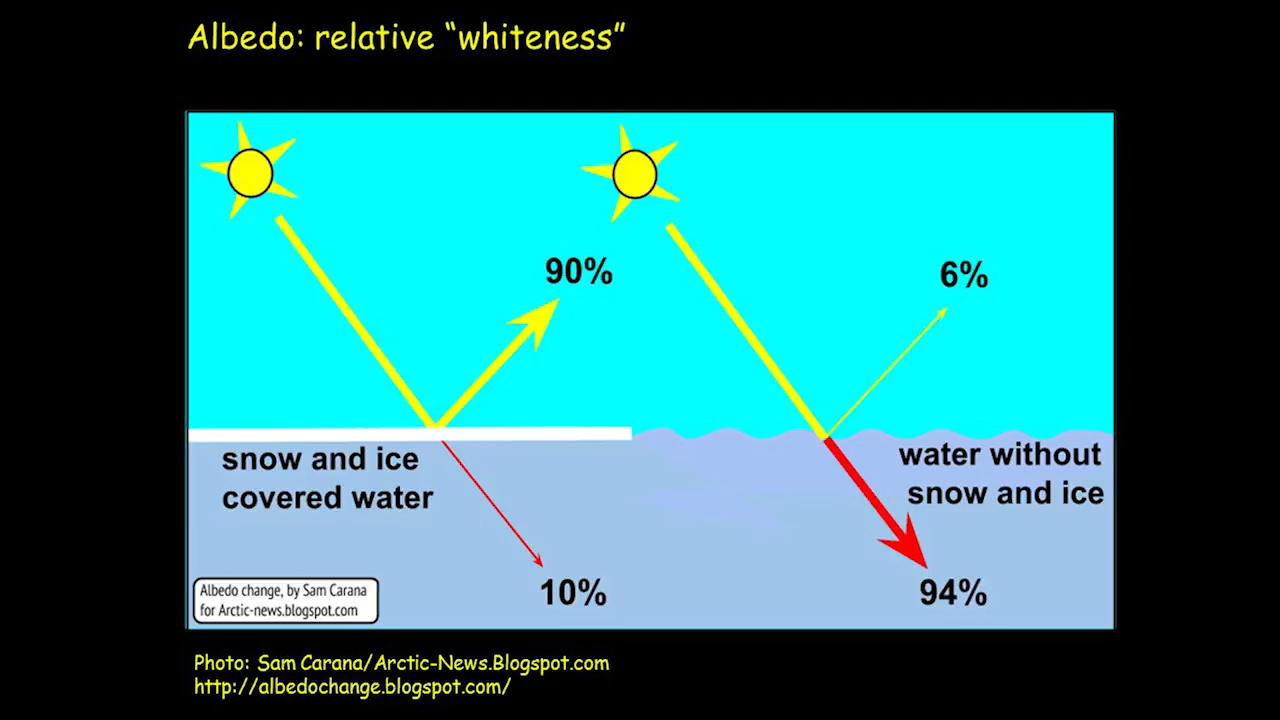 Albedo: relative “whiteness”
90%
6%
snow and ice
covered water
water without
snow and ice
10%
94%
Albedo change, by Sam Carana
for Arctic-news.blogspot.com
Photo: Sam Carana/Arctic-News.Blogspot.com
http://albedochange.blogspot.com/